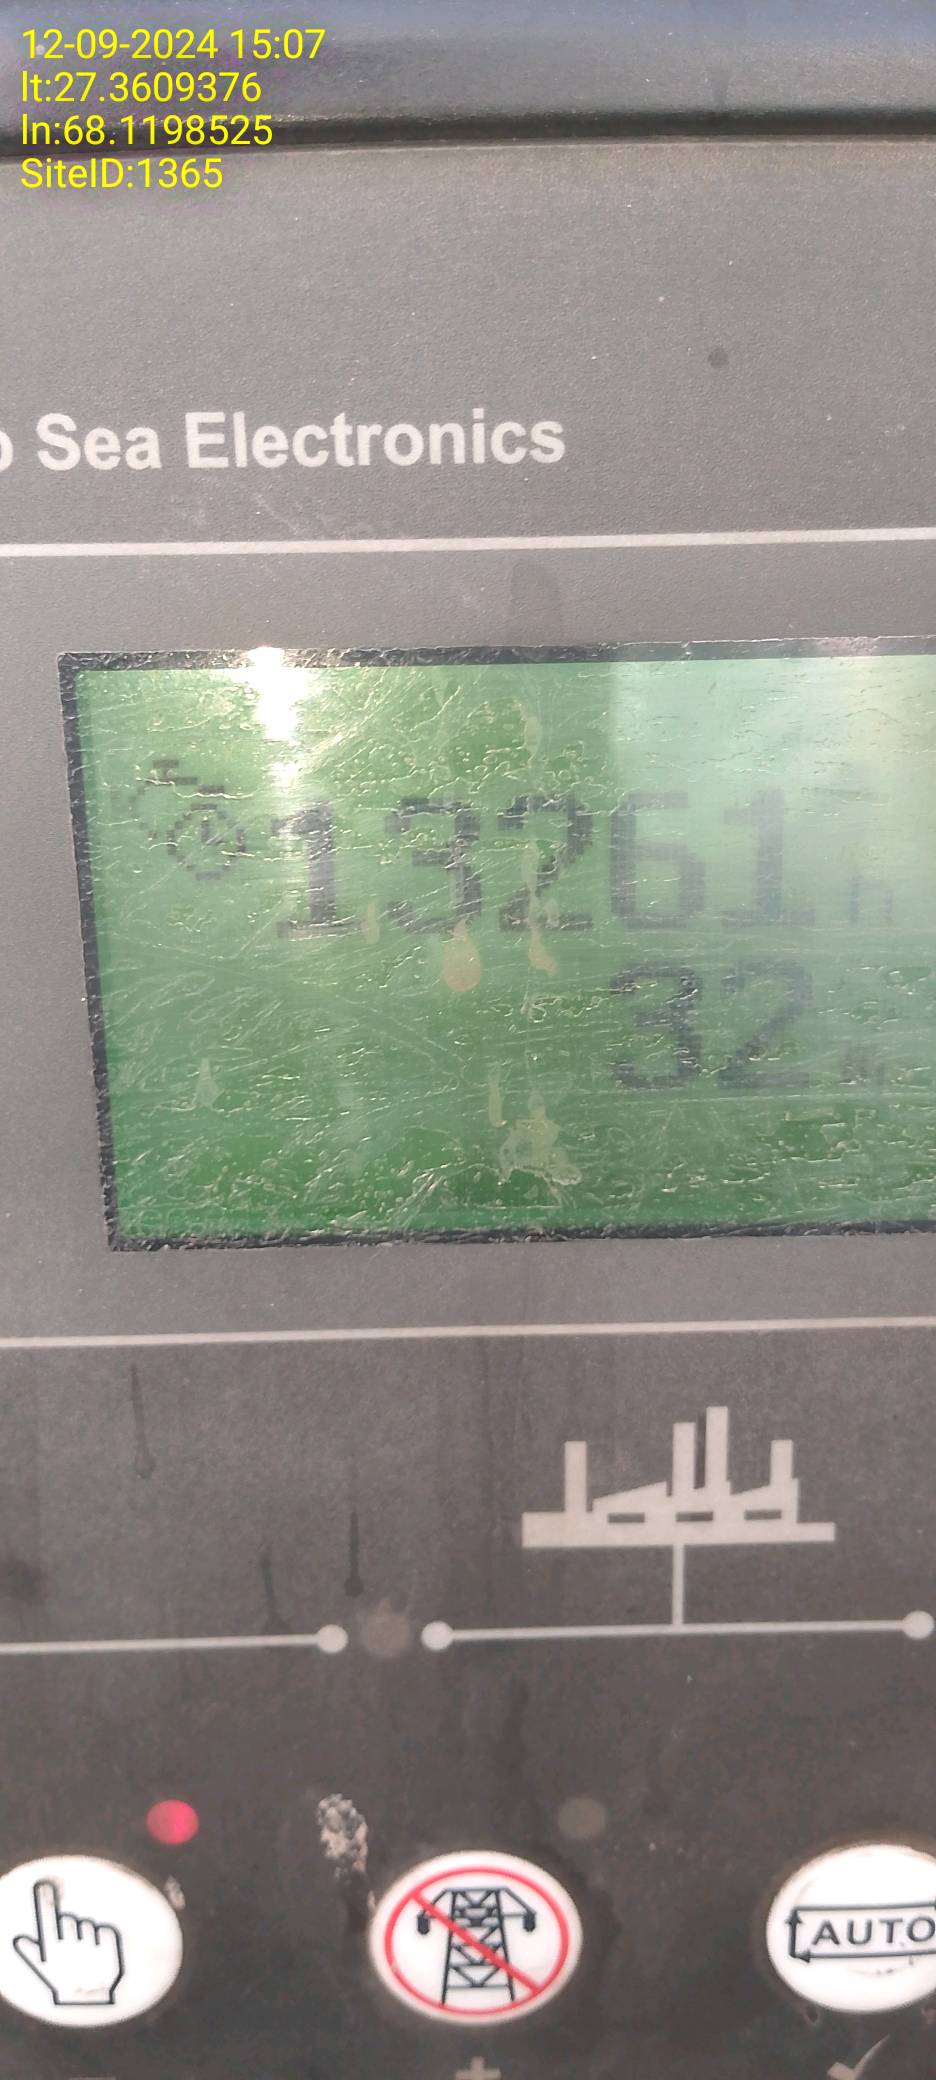 12-09-2024 15:07
lt:27.3609376
ln:68.1198525
SiteID:1365
p Sea Electronics
13261 h
32
AUTO